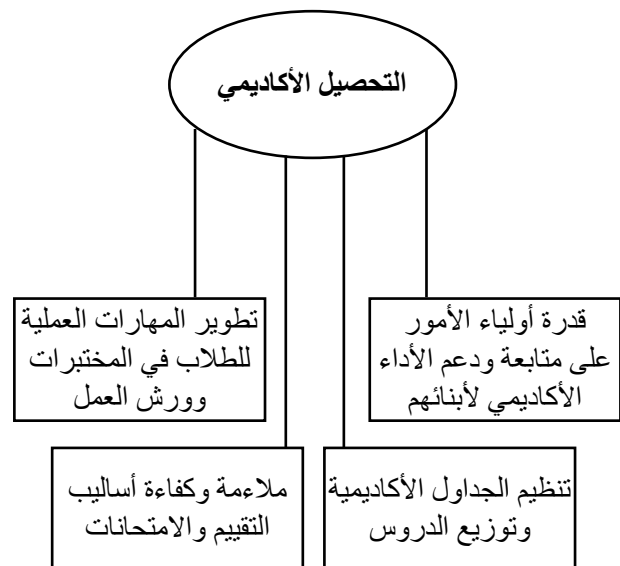 التحصيل الأكاديمي
قدرة أولياء الأمور
على متابعة ودعم الأداء
الأكاديمي لأبنائهم
تطوير المهارات العملية
للطلاب في المختبرات
وورش العمل
تنظيم الجداول الأكاديمية
وتوزيع الدروس
ملاءمة وكفاءة أساليب
التقييم والامتحانات